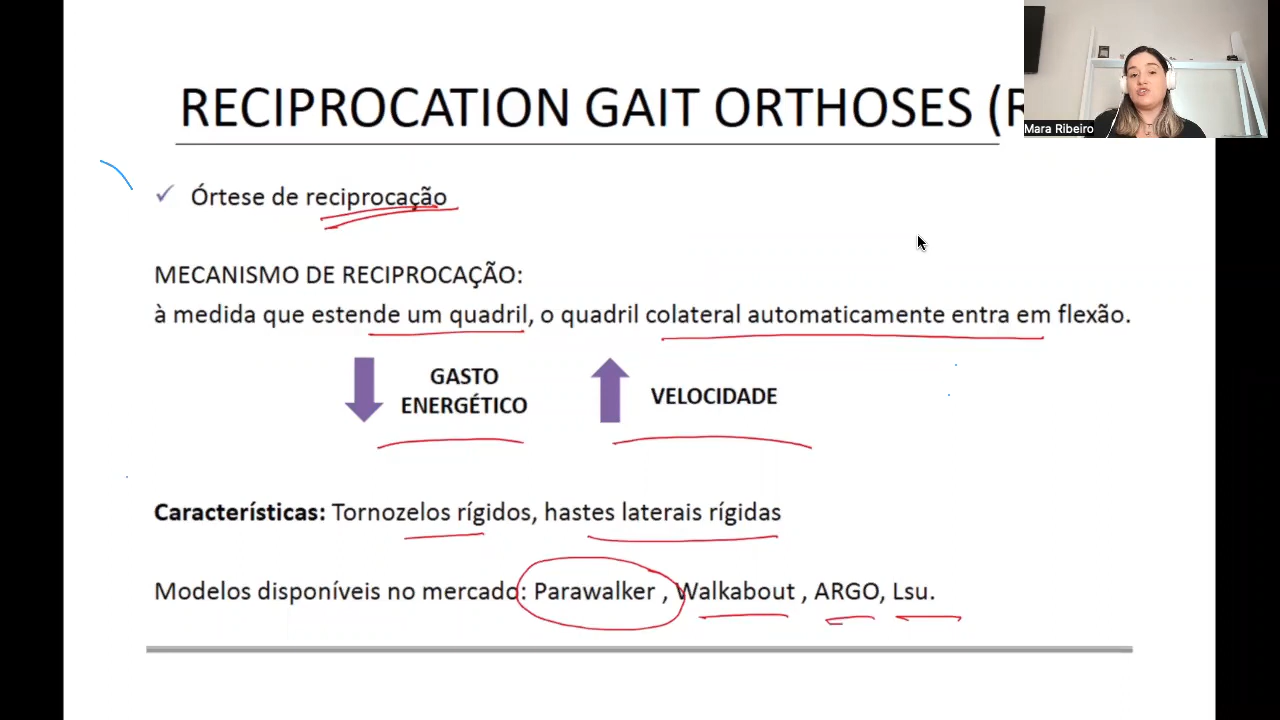 RECIPROCATION GAIT ORTHOSES (R
Mara Ribeiro
✓ Órtese de reciprocação
MECANISMO DE RECIPROCAÇÃO:
à medida que estende um quadril, o quadril colateral automaticamente entra em flexão.
GASTO
ENERGÉTICO
VELOCIDADE
Características: Tornozelos rígidos, hastes laterais rígidas
Modelos disponíveis no mercado: Parawalker , Walkabout , ARGO, Lsu.